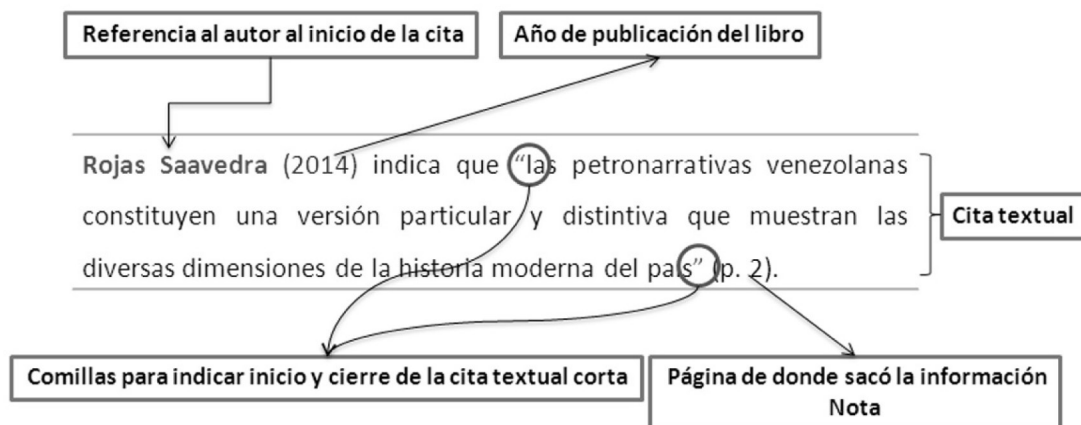 Referencia al autor al inicio de la cita
Año de publicación del libro
Rojas Saavedra (2014) indica que “las petronarrativas venezolanas
constituyen una versión particular y distintiva que muestran las
diversas dimensiones de la historia moderna del país” (p. 2).
Cita textual
Comillas para indicar inicio y cierre de la cita textual corta
Página de donde sacó la información
Nota